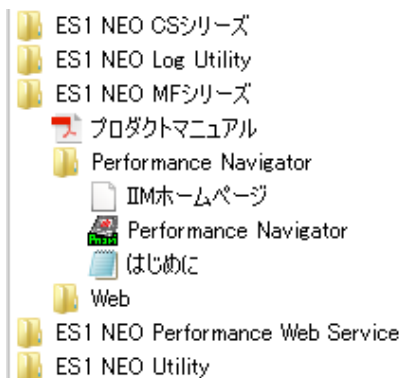 ES1 NEO CSシリーズ
ES1 NEO Log Utility
ES1 NEO MFシリーズ
プロダクトマニュアル
Performance Navigator
IIMホームページ
Performance Navigator
はじめに
Web
ES1 NEO Performance Web Service
ES1 NEO Utility